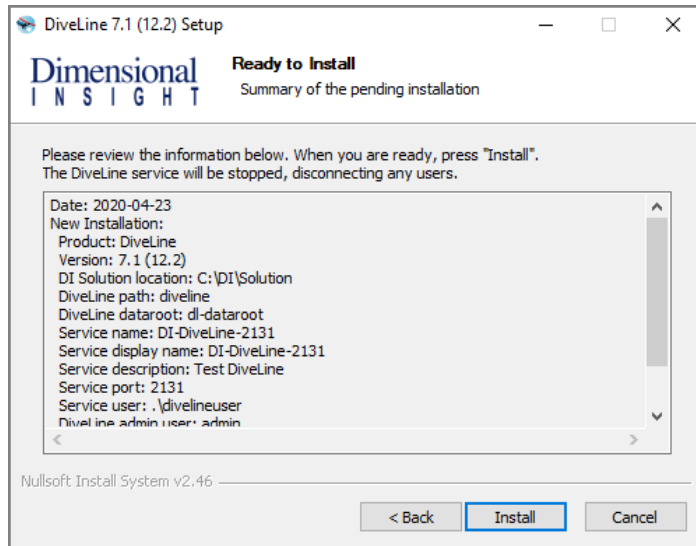 DiveLine 7.1 (12.2) Setup
Dimensional
INSIGHT
Ready to Install
Summary of the pending installation
Please review the information below. When you are ready, press "Install".
The DiveLine service will be stopped, disconnecting any users.
Date: 2020-04-23
New Installation:
Product: DiveLine
Version: 7.1 (12.2)
DI Solution location: C:\DI\Solution
DiveLine path: diveline
DiveLine dataroot: dl-dataroot
Service name: DI-DiveLine-2131
Service display name: DI-DiveLine-2131
Service description: Test DiveLine
Service port: 2131
Service user: .\divelineuser
DiveLine admin user: admin
Nullsoft Install System v2.46
< Back
Install
Cancel